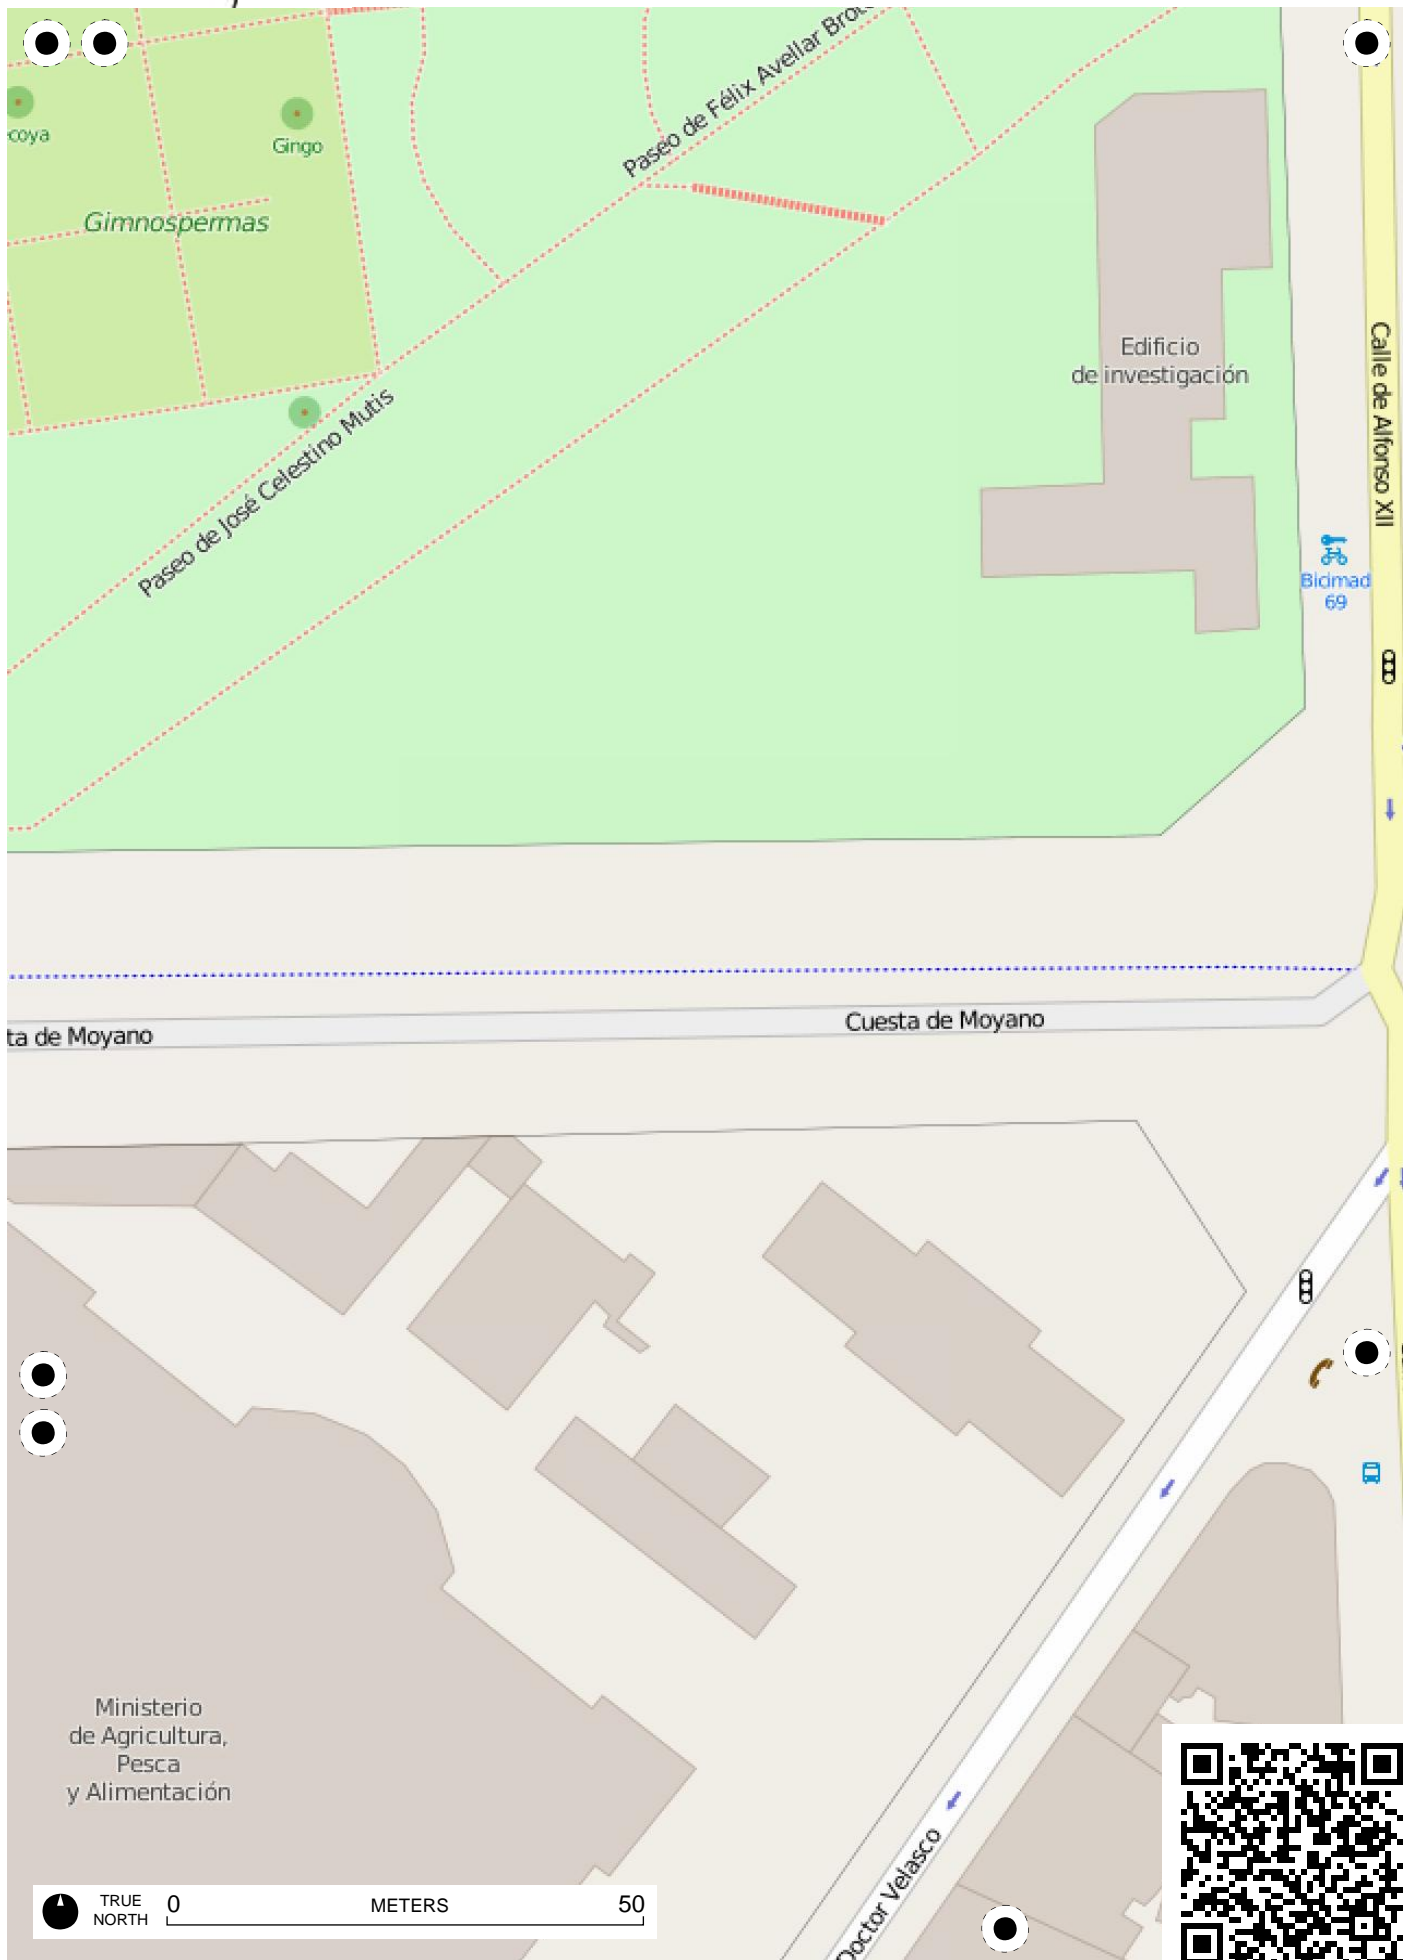 Paseo de Félix Avellar Brot
coya
Gingo
Gimnospermas
Edificio
de investigación
Calle de Alfonso XII
Paseo de José Celestino Mutis
Bicimad
69
Cuesta de Moyano
ta de Moyano
Ministerio
de Agricultura,
Pesca
y Alimentación
Doctor Velasco
TRUE
NORTH
0
METERS
50